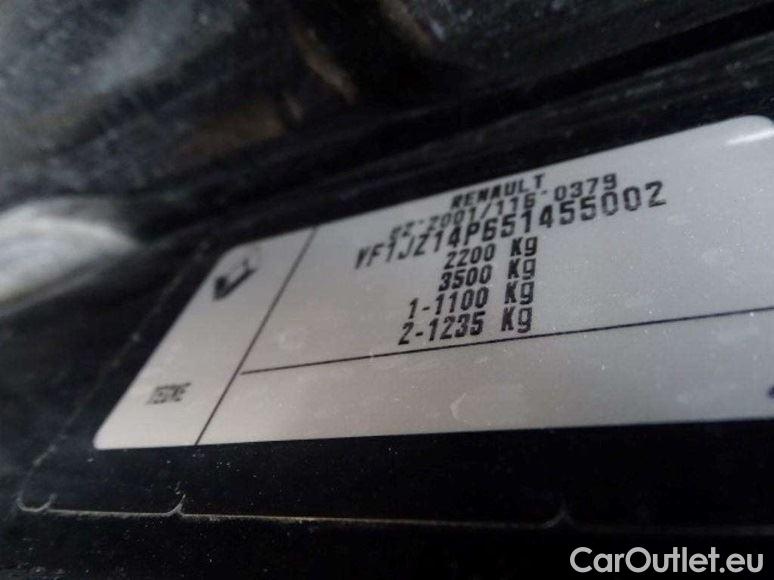 RENAULT
e2*2001/116*0379
VF1JZ14P651455002
2200 Kg
3500 Kg
1-1100 Kg
2-1235 Kg
CarOutlet.eu